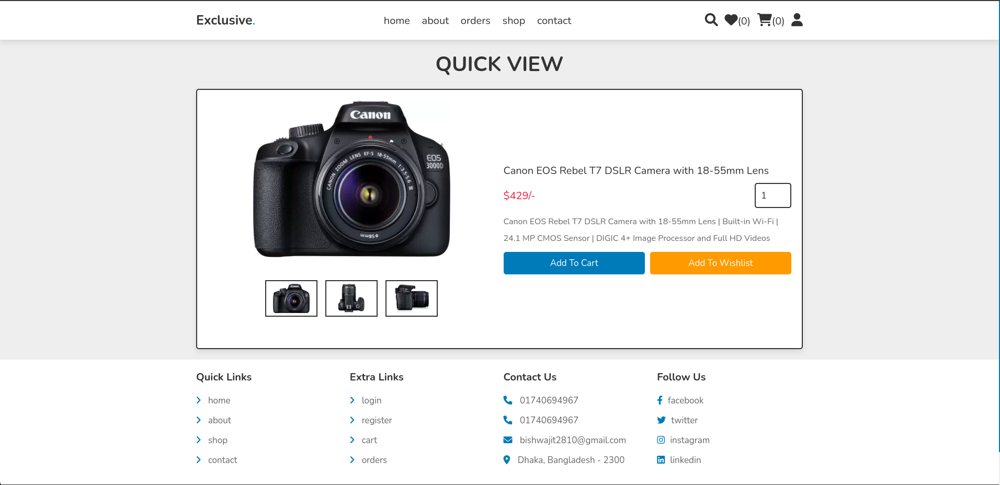 Exclusive.
home about orders shop contact
(0) (0)
QUICK VIEW
Canon
EOS
3000D
CANON ZOOM LENS EF-S 18-55mm 1:3.5-5.6 III
φ58mm
Canon EOS Rebel T7 DSLR Camera with 18-55mm Lens
$429/-
1
Canon EOS Rebel T7 DSLR Camera with 18-55mm Lens | Built-in Wi-Fi |
24.1 MP CMOS Sensor | DIGIC 4+ Image Processor and Full HD Videos
Add To Cart
Add To Wishlist
Quick Links
home
about
shop
contact
Extra Links
login
register
cart
orders
Contact Us
01740694967
01740694967
bishwajit2810@gmail.com
Dhaka, Bangladesh - 2300
Follow Us
facebook
twitter
instagram
linkedin